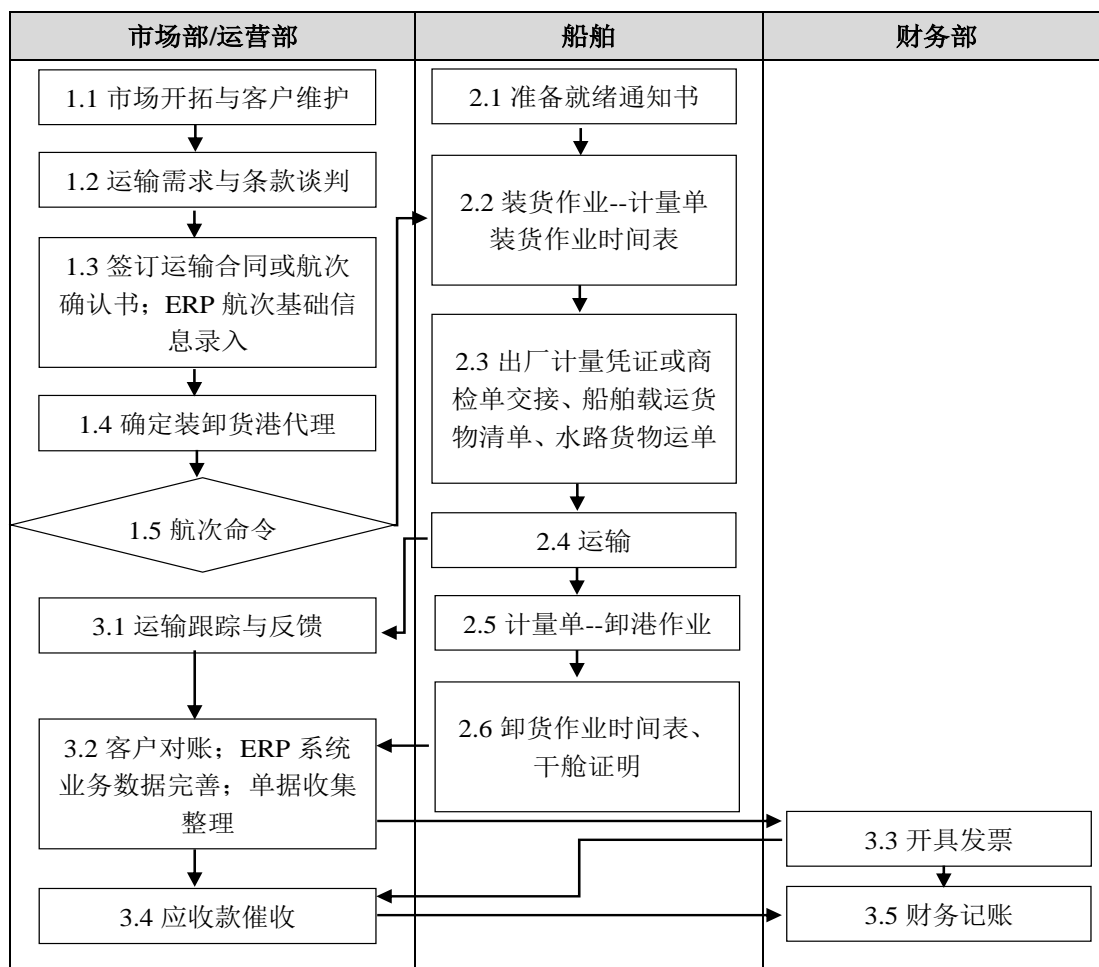 市场部/运营部
船舶
财务部
1.1 市场开拓与客户维护
1.2 运输需求与条款谈判
1.3 签订运输合同或航次
确认书；ERP 航次基础信
息录入
1.4 确定装卸货港代理
1.5 航次命令
3.1 运输跟踪与反馈
3.2 客户对账；ERP 系统
业务数据完善；单据收集
整理
3.4 应收款催收
2.1 准备就绪通知书
2.2 装货作业--计量单
装货作业时间表
2.3 出厂计量凭证或商
检单交接、船舶载运货
物清单、水路货物运单
2.4 运输
2.5 计量单--卸港作业
2.6 卸货作业时间表、
干舱证明
3.3 开具发票
3.5 财务记账